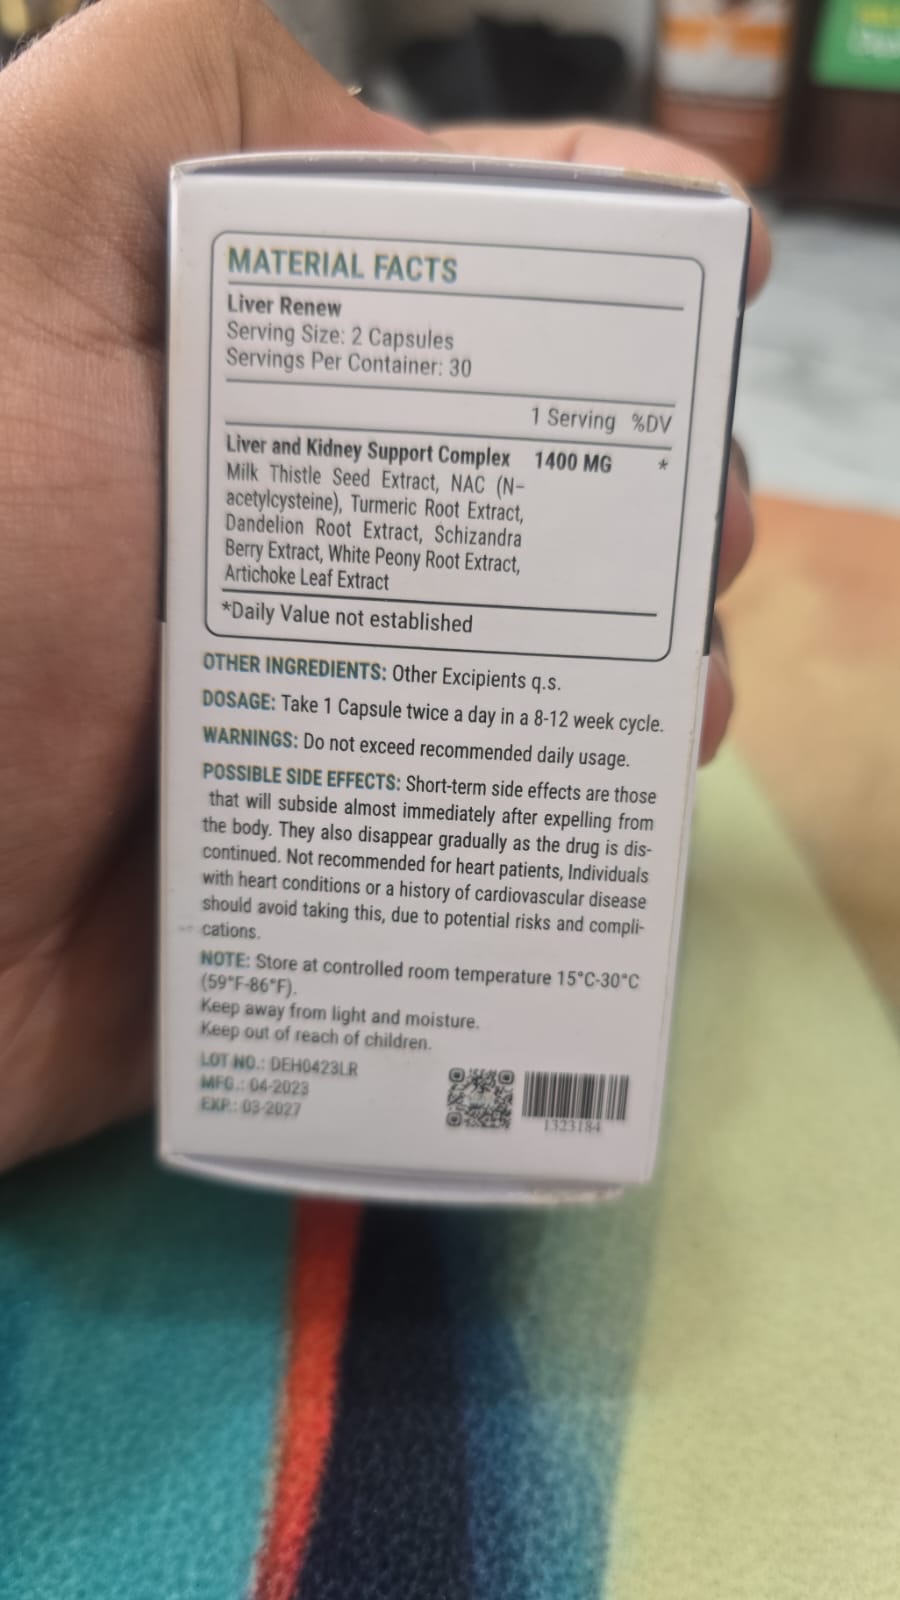 MATERIAL FACTS
Liver Renew
Serving Size: 2 Capsules
Servings Per Container: 30
1 Serving %DV
Liver and Kidney Support Complex 1400 MG *
Milk Thistle Seed Extract, NAC (N-
acetylcysteine), Turmeric Root Extract,
Dandelion Root Extract, Schizandra
Berry Extract, White Peony Root Extract,
Artichoke Leaf Extract
*Daily Value not established
OTHER INGREDIENTS: Other Excipients q.s.
DOSAGE: Take 1 Capsule twice a day in a 8-12 week cycle.
WARNINGS: Do not exceed recommended daily usage.
POSSIBLE SIDE EFFECTS: Short-term side effects are those
that will subside almost immediately after expelling from
the body. They also disappear gradually as the drug is dis-
continued. Not recommended for heart patients, Individuals
with heart conditions or a history of cardiovascular disease
should avoid taking this, due to potential risks and compli-
cations.
NOTE: Store at controlled room temperature 15°C-30°C
(59°F-86°F).
Keep away from light and moisture.
Keep out of reach of children.
LOT NO.: DEH0423LR
MFG.: 04-2023
EXP.: 03-2027
1323184